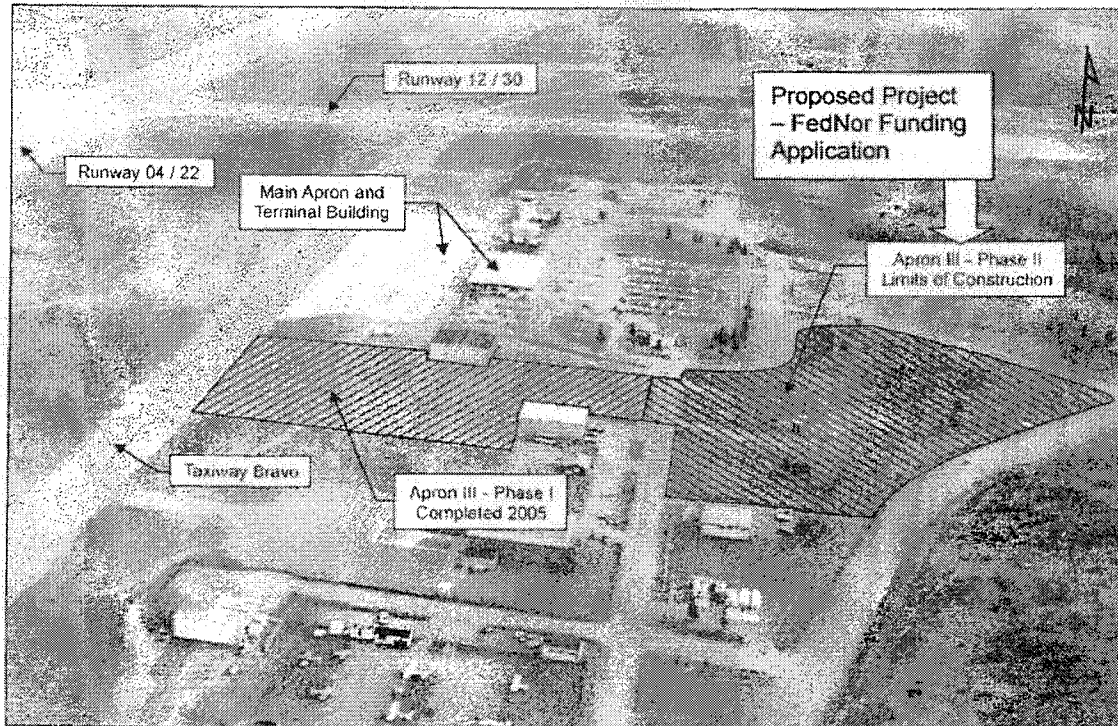 Runway 12 / 30
Proposed Project
– FedNor Funding
Application
N
Runway 04 / 22
Main Apron and
Terminal Building
Apron III - Phase II
Limits of Construction
Taxiway Bravo
Apron III - Phase I
Completed 2005